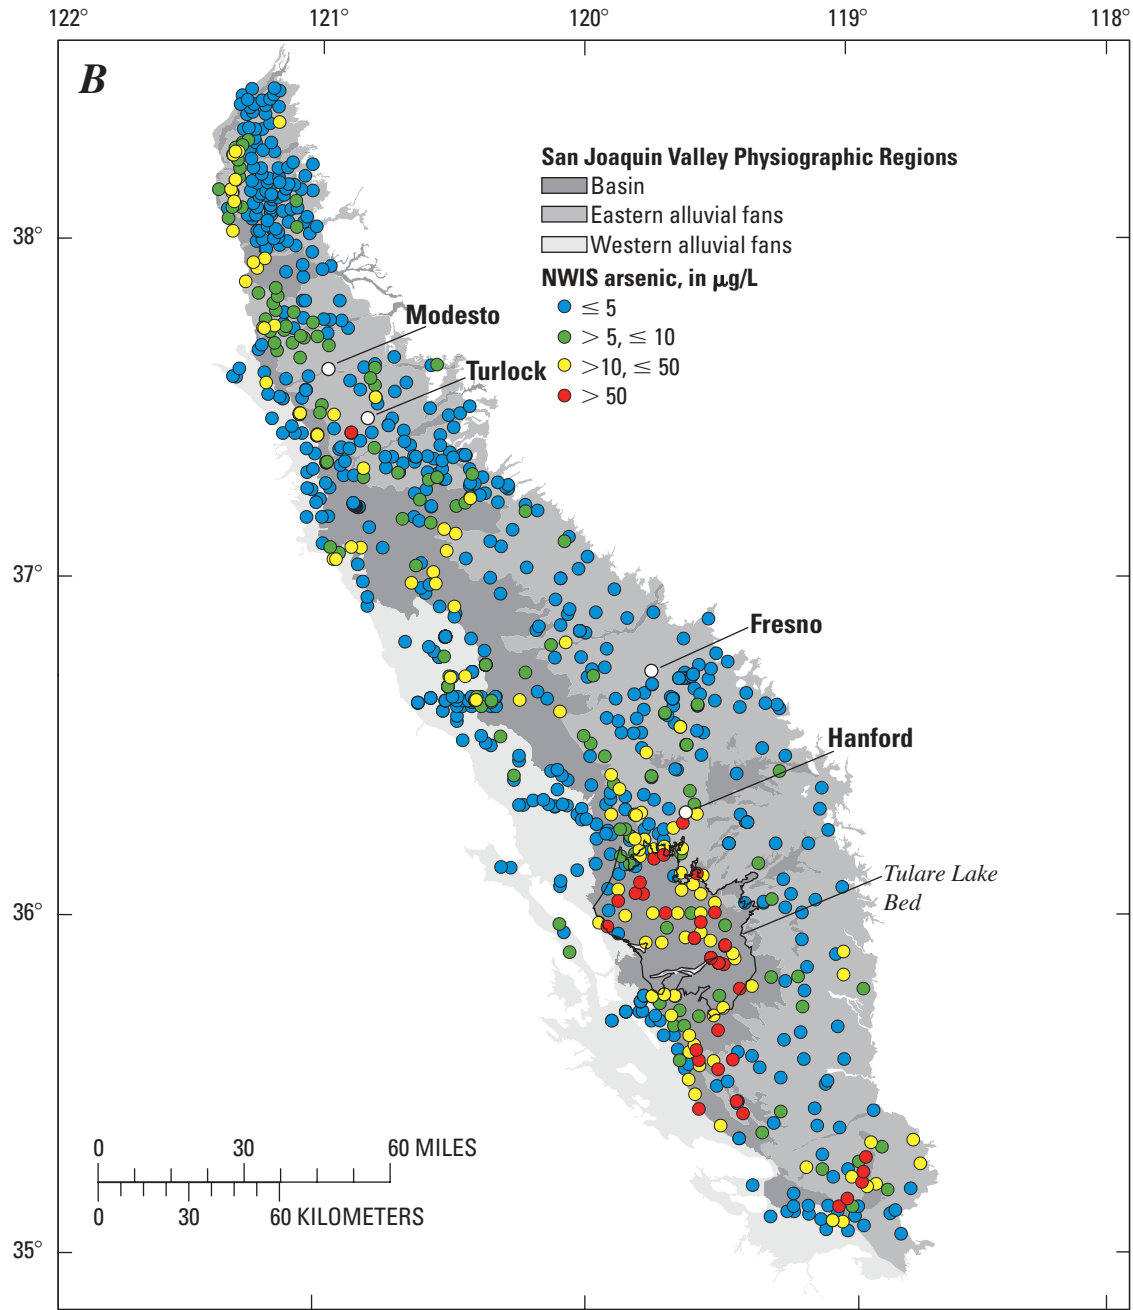 122°
121°
120°
119°
118°
B
38°
37°
36°
35°
San Joaquin Valley Physiographic Regions
Basin
Eastern alluvial fans
Western alluvial fans
NWIS arsenic, in µg/L
≤ 5
> 5, ≤ 10
>10, ≤ 50
> 50
Modesto
Turlock
Fresno
Hanford
Tulare Lake
Bed
0 30 60 MILES
0 30 60 KILOMETERS